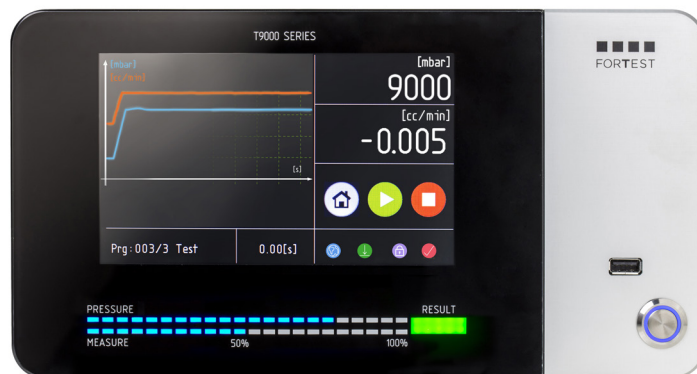 T9000 SERIES
[mbar]
[cc/min]
[s]
[mbar]
9000
[cc/min]
-0.005
Prg:003/3 Test
0.00[s]
PRESSURE
RESULT
MEASURE
50%
100%
FORTEST